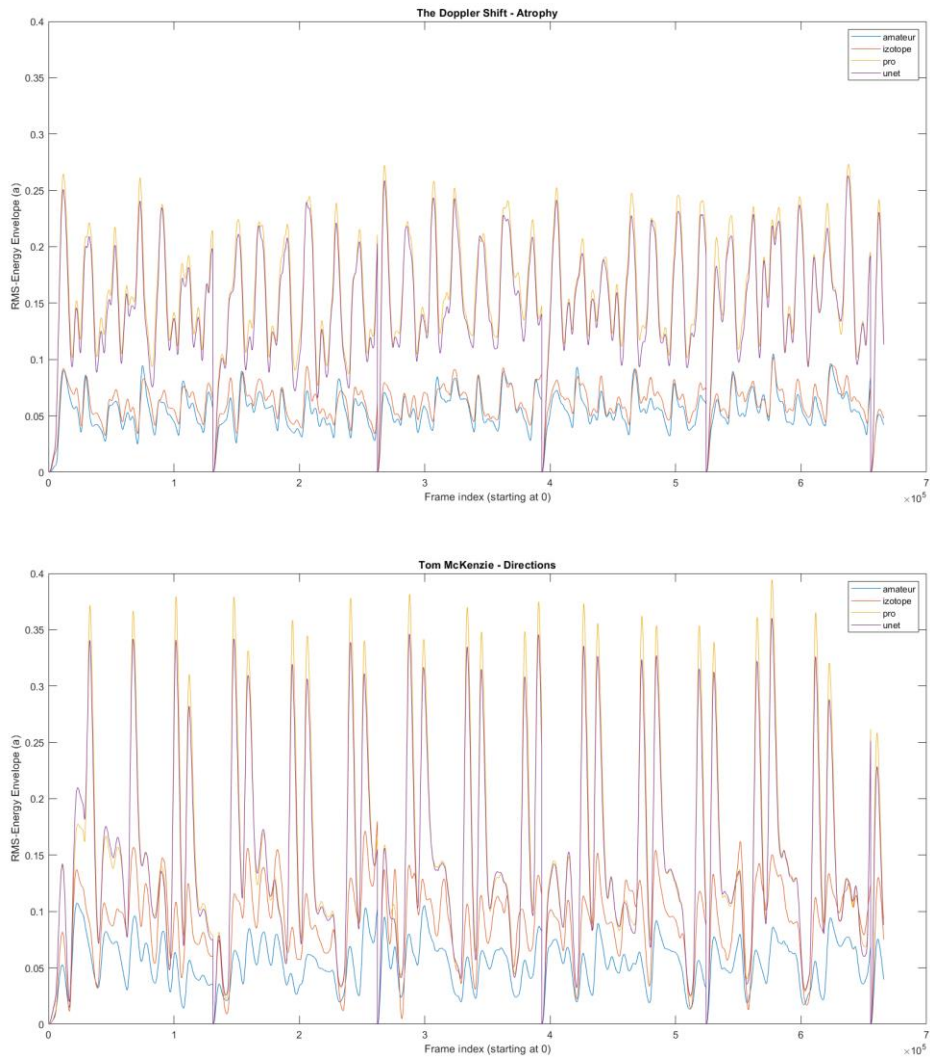 The Doppler Shift - Atrophy
0.4
0.35
0.3
0.25
0.2
0.15
0.1
0.05
0
RMS-Energy Envelope (a)
amateur
izotope
pro
unet
0 1 2 3 4 5 6 7
Frame index (starting at 0)
×10⁵
Tom McKenzie - Directions
0.4
0.35
0.3
0.25
0.2
0.15
0.1
0.05
0
RMS-Energy Envelope (a)
amateur
izotope
pro
unet
0 1 2 3 4 5 6 7
Frame index (starting at 0)
×10⁵